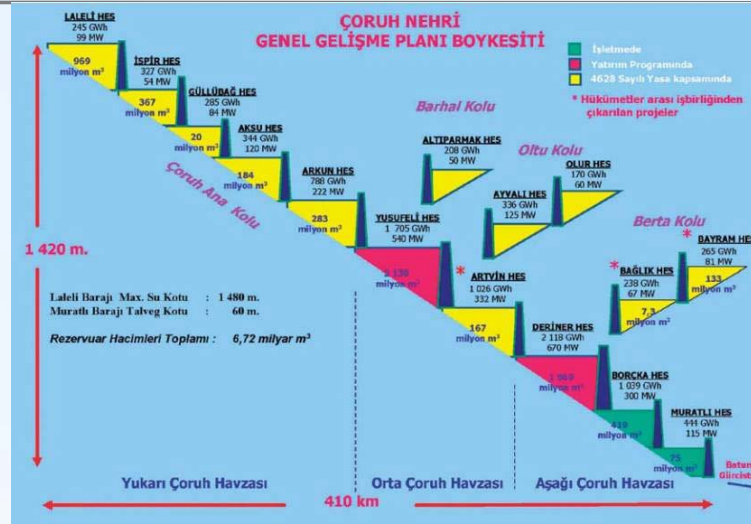 ÇORUH NEHRİ
GENEL GELİŞME PLANI BOYKESİTİ
İşletmede
Yatırım Programında
4628 Sayılı Yasa kapsamında
* Hükümetler arası işbirliğinden
çıkarılan projeler
LALELİ HES
245 GWh
99 MW
969
milyon m³
İSPİR HES
327 GWh
54 MW
367
milyon m³
GÜLLÜBAĞ HES
285 GWh
84 MW
20
milyon m³
AKSU HES
344 GWh
120 MW
184
milyon m³
ARKUN HES
788 GWh
222 MW
283
milyon m³
YUSUFELİ HES
1 705 GWh
540 MW
milyon m³
*
ARTVİN HES
1 026 GWh
332 MW
167
milyon m³
DERİNER HES
2 118 GWh
670 MW
1 969
milyon m³
BORÇKA HES
1 039 GWh
300 MW
419
milyon m³
MURATLI HES
444 GWh
115 MW
75
milyon m³
Barhal Kolu
ALTIPARMAK HES
208 GWh
50 MW
Oltu Kolu
OLUR HES
170 GWh
60 MW
AYVALI HES
336 GWh
125 MW
Berta Kolu
*
BAYRAM HES
265 GWh
81 MW
133
milyon m³
*
BAĞLIK HES
238 GWh
67 MW
7,3
milyon m³
Çoruh Ana Kolu
1 420 m.
Laleli Barajı Max. Su Kotu : 1 480 m.
Muratlı Barajı Talveg Kotu : 60 m.
Rezervuar Hacimleri Toplamı : 6,72 milyar m³
Yukarı Çoruh Havzası
Orta Çoruh Havzası
Aşağı Çoruh Havzası
410 km